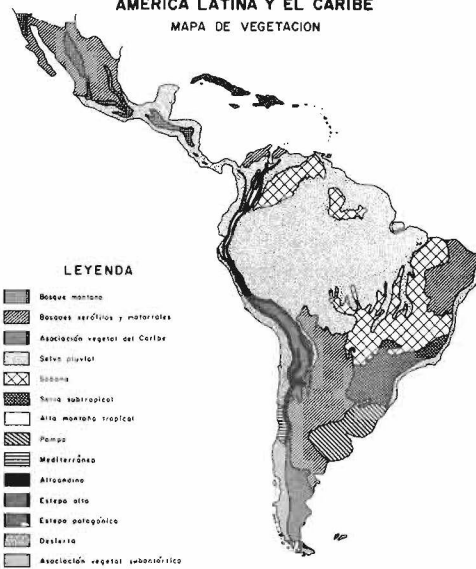 AMERICA LATINA Y EL CARIBE
MAPA DE VEGETACION
LEYENDA
Bosque montano
Bosques xerófilos y matorrales
Asociación vegetal del Caribe
Selva pluvial
Sabana
Selva subtropical
Alta montaña tropical
Pampa
Mediterráneo
Altoandino
Estepa alta
Estepa patagónica
Desierto
Asociación vegetal subantártica